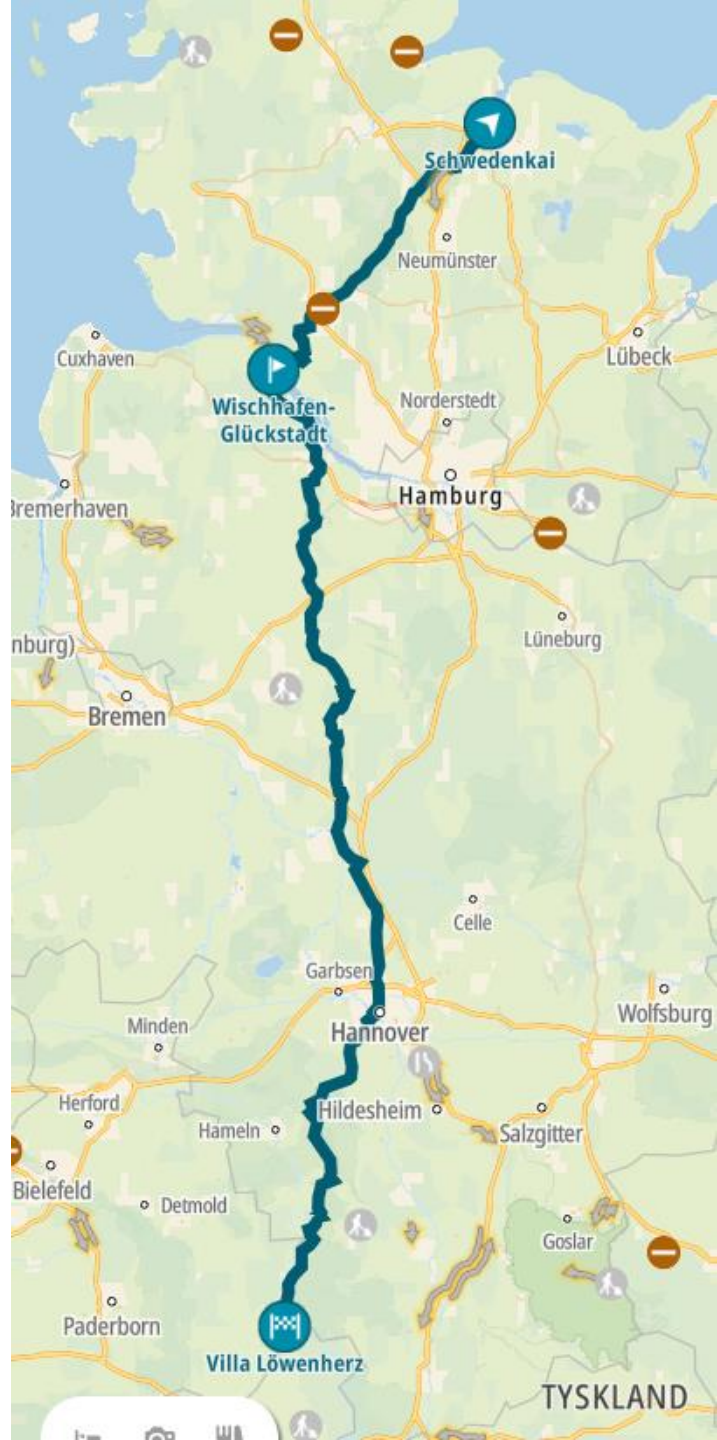 Schwedenkai
Neumünster
Cuxhaven
Lübeck
Wischhafen-
Glückstadt
Norderstedt
Hamburg
Bremerhaven
Lüneburg
nburg)
Bremen
Celle
Garbsen
Wolfsburg
Minden
Hannover
Herford
Hildesheim
Hameln
Salzgitter
Bielefeld
Detmold
Goslar
Paderborn
Villa Löwenherz
TYSKLAND